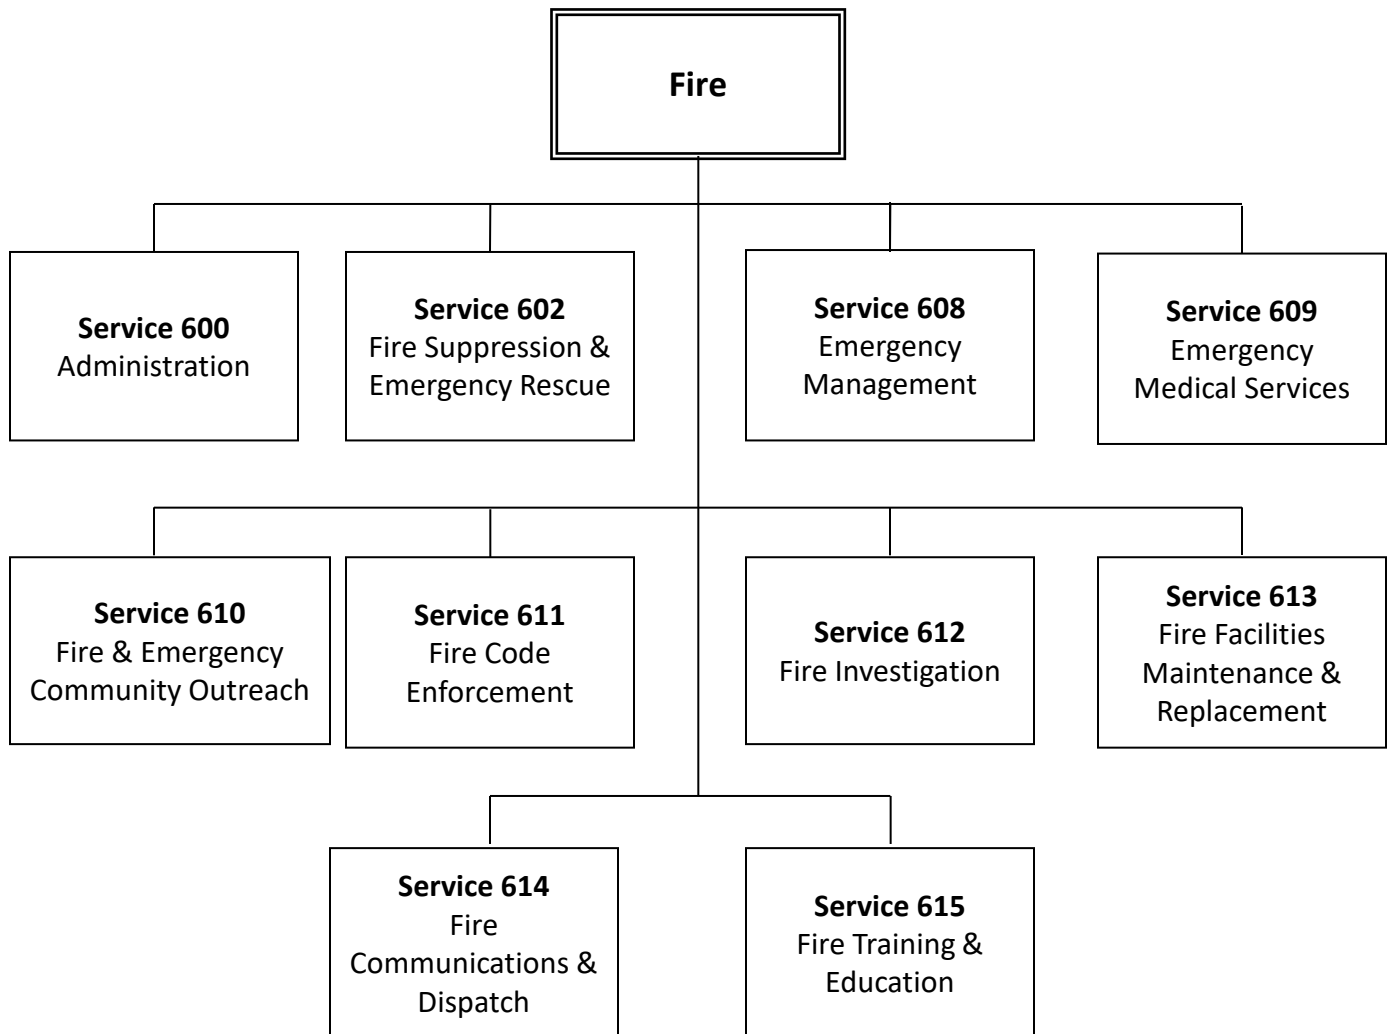 Fire
Service 600
Administration
Service 602
Fire Suppression &
Emergency Rescue
Service 608
Emergency
Management
Service 609
Emergency
Medical Services
Service 610
Fire & Emergency
Community Outreach
Service 611
Fire Code
Enforcement
Service 612
Fire Investigation
Service 613
Fire Facilities
Maintenance &
Replacement
Service 614
Fire
Communications &
Dispatch
Service 615
Fire Training &
Education